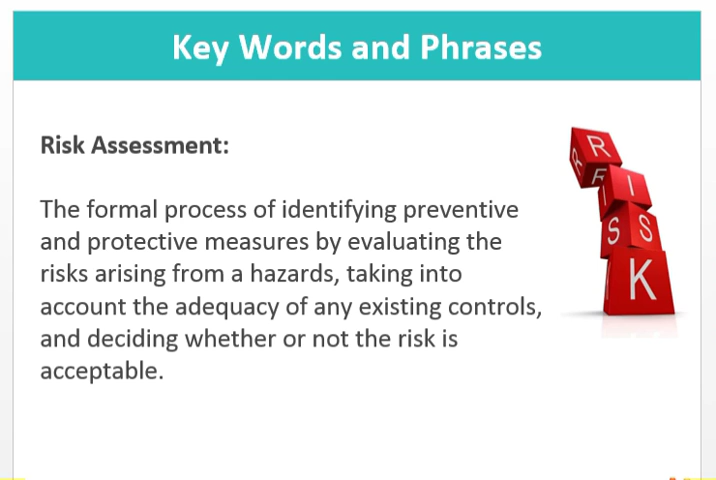 Key Words and Phrases
Risk Assessment:
The formal process of identifying preventive
and protective measures by evaluating the
risks arising from a hazards, taking into
account the adequacy of any existing controls,
and deciding whether or not the risk is
acceptable.
R R
R I
I
S S
K